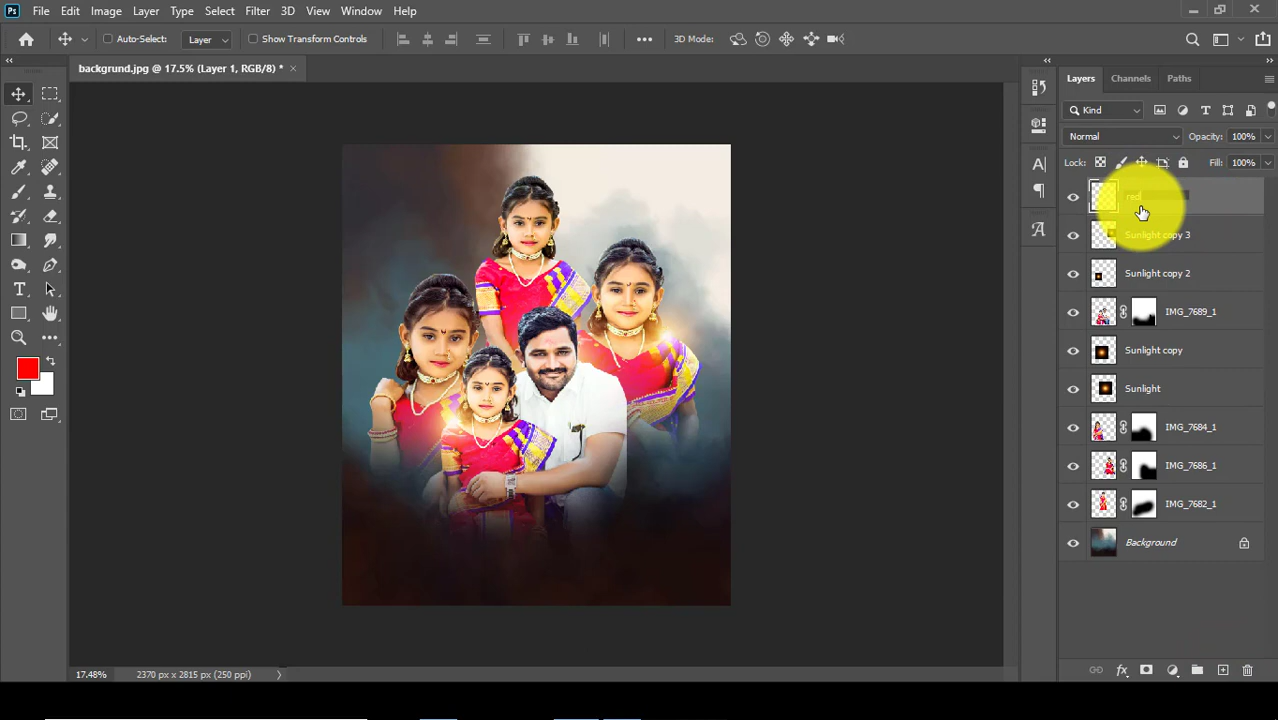 Ps File Edit Image Layer Type Select Filter 3D View Window Help
Auto-Select: Layer Show Transform Controls 3D Mode:
backgrund.jpg @ 17.5% (Layer 1, RGB/8) *
Layers Channels Paths
Kind
Normal Opacity: 100%
Lock: Fill: 100%
red
Sunlight copy 3
Sunlight copy 2
IMG_7689_1
Sunlight copy
Sunlight
IMG_7684_1
IMG_7686_1
IMG_7682_1
Background
17.48% 2370 px x 2815 px (250 ppi)